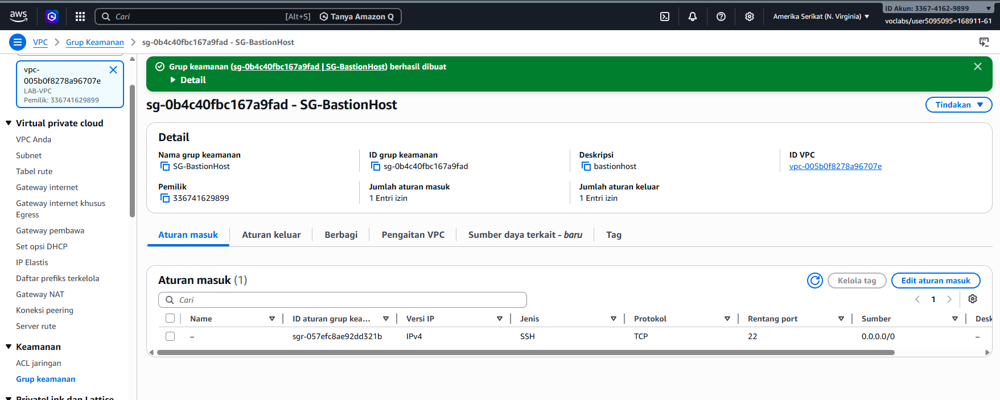 aws
Cari [Alt+S] Tanya Amazon Q
Amerika Serikat (N. Virginia)
ID Akun: 3367-4162-9899
voclabs/user5095095=168911-61
VPC > Grup Keamanan > sg-0b4c40fbc167a9fad - SG-BastionHost
vpc-
005b0f8278a96707e
LAB-VPC
Pemilik: 336741629899
Virtual private cloud
VPC Anda
Subnet
Tabel rute
Gateway internet
Gateway internet khusus
Egress
Gateway pembawa
Set opsi DHCP
IP Elastis
Daftar prefiks terkelola
Gateway NAT
Koneksi peering
Server rute
Keamanan
ACL jaringan
Grup keamanan
PrivateLink dan Lattice
Grup keamanan (sg-0b4c40fbc167a9fad | SG-BastionHost) berhasil dibuat
Detail
sg-0b4c40fbc167a9fad - SG-BastionHost
Tindakan
Detail
Nama grup keamanan
SG-BastionHost
ID grup keamanan
sg-0b4c40fbc167a9fad
Deskripsi
bastionhost
ID VPC
vpc-005b0f8278a96707e
Pemilik
336741629899
Jumlah aturan masuk
1 Entri izin
Jumlah aturan keluar
1 Entri izin
Aturan masuk Aturan keluar Berbagi Pengaitan VPC Sumber daya terkait - baru Tag
Aturan masuk (1)
Kelola tag Edit aturan masuk
Cari
1
Name ID aturan grup kea... Versi IP Jenis Protokol Rentang port Sumber Desk
– sgr-057efc8ae92dd321b IPv4 SSH TCP 22 0.0.0.0/0 –